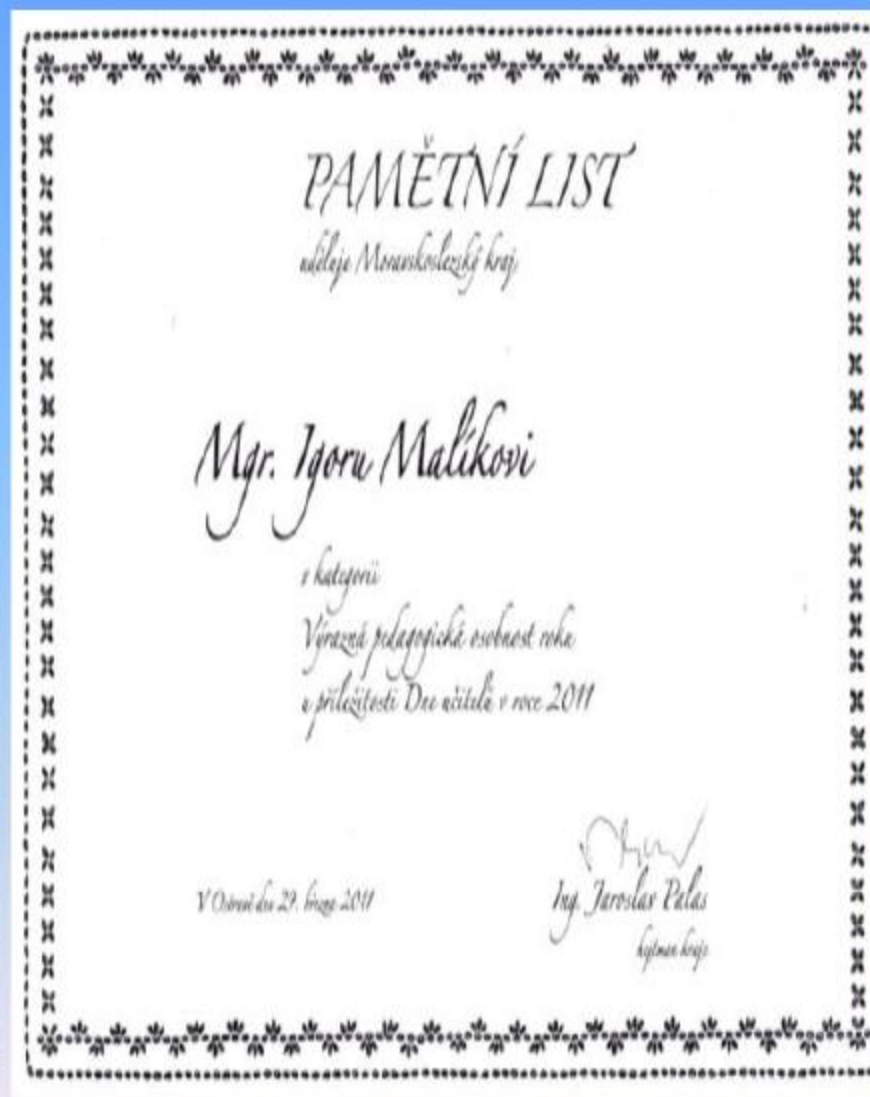 PAMĚTNÍ LIST
uděluje Moravskoslezský kraj,
Mgr. Igoru Malíkovi
v kategorii
Výrazná pedagogická osobnost roku
u příležitosti Dne učitelů v roce 2011
V Ostravě dne 29. března 2011
Ing. Jaroslav Palas
hejtman kraje